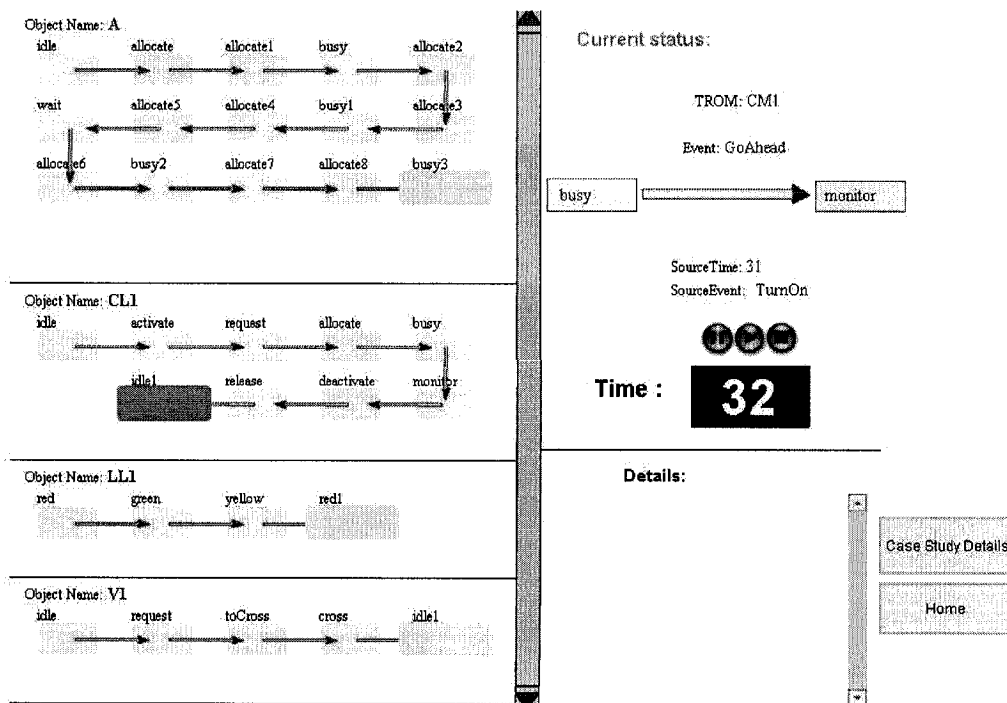 Object Name: A
idle allocate allocate1 busy allocate2
wait allocate5 allocate4 busy1 allocate3
allocate6 busy2 allocate7 allocate8 busy3
Object Name: CL1
idle activate request allocate busy
idle1 release deactivate monitor
Object Name: LL1
red green yellow red1
Object Name: V1
idle request toCross cross idle1
Current status:
TROM: CM1
Event: GoAhead
busy monitor
SourceTime: 31
SourceEvent: TurnOn
Time : 32
Details:
Case Study Details
Home